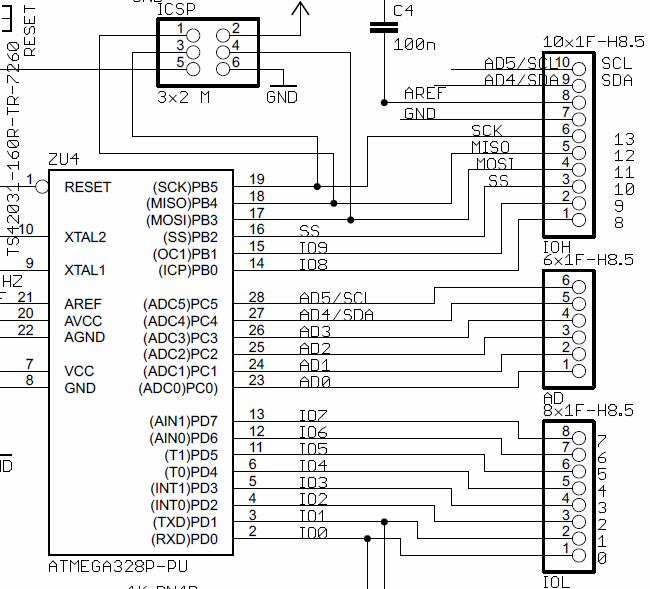 ICSP
1 2
3 4
5 6
3x2 M
GND
C4
100n
RESET
TS42031-160R-TR-7260
10x1F-H8.5
AD5/SCL 10 SCL
AD4/SDA 9 SDA
AREF 8
GND 7
SCK 6 13
MISO 5 12
MOSI 4 11
SS 3 10
2 9
1 8
IOH
ZU4
1 RESET (SCK)PB5 19
(MISO)PB4 18
(MOSI)PB3 17
10 XTAL2 (SS)PB2 16 SS
(OC1)PB1 15 IO9
9 XTAL1 (ICP)PB0 14 IO8
21 AREF (ADC5)PC5 28 AD5/SCL
20 AVCC (ADC4)PC4 27 AD4/SDA
22 AGND (ADC3)PC3 26 AD3
(ADC2)PC2 25 AD2
7 VCC (ADC1)PC1 24 AD1
8 GND (ADC0)PC0) 23 AD0
(AIN1)PD7 13 IO7
(AIN0)PD6 12 IO6
(T1)PD5 11 IO5
(T0)PD4 6 IO4
(INT1)PD3 5 IO3
(INT0)PD2 4 IO2
(TXD)PD1 3 IO1
(RXD)PD0 2 IO0
ATMEGA328P-PU
6x1F-H8.5
6
5
4
3
2
1
AD
8x1F-H8.5
8 7
7 6
6 5
5 4
4 3
3 2
2 1
1 0
IOL
HZ